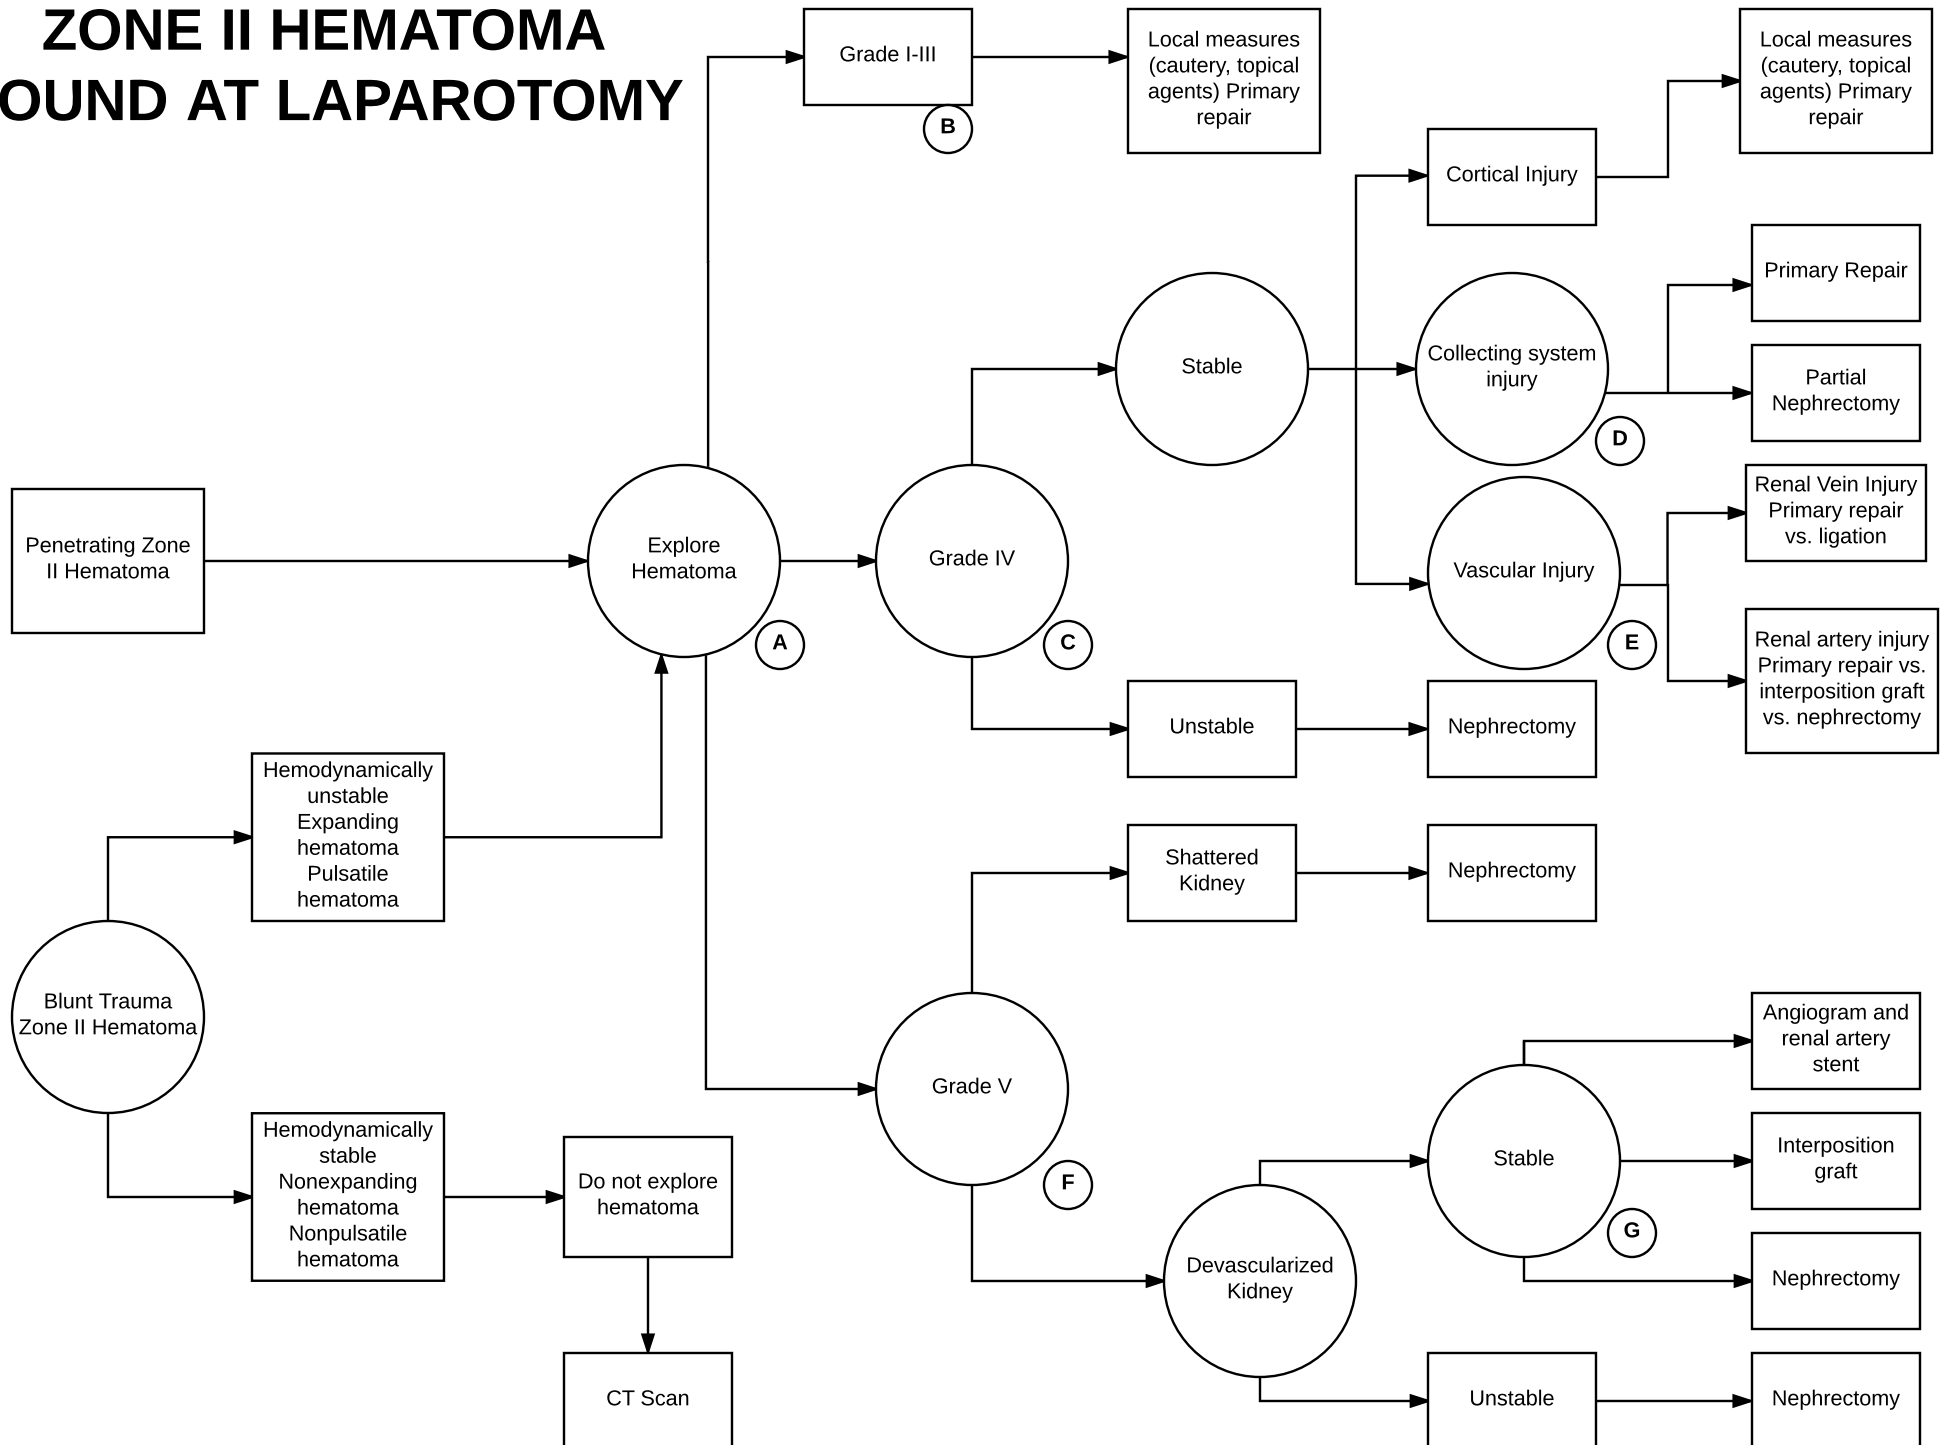 ZONE II HEMATOMA
OUND AT LAPAROTOMY
Grade I-III
B
Local measures
(cautery, topical
agents) Primary
repair
Local measures
(cautery, topical
agents) Primary
repair
Cortical Injury
Stable
Collecting system
injury
D
Primary Repair
Partial
Nephrectomy
Penetrating Zone
II Hematoma
Explore
Hematoma
A
Grade IV
C
Vascular Injury
E
Renal Vein Injury
Primary repair
vs. ligation
Renal artery injury
Primary repair vs.
interposition graft
vs. nephrectomy
Unstable
Nephrectomy
Hemodynamically
unstable
Expanding
hematoma
Pulsatile
hematoma
Shattered
Kidney
Nephrectomy
Blunt Trauma
Zone II Hematoma
Grade V
F
Hemodynamically
stable
Nonexpanding
hematoma
Nonpulsatile
hematoma
Do not explore
hematoma
CT Scan
Devascularized
Kidney
Stable
G
Angiogram and
renal artery
stent
Interposition
graft
Nephrectomy
Unstable
Nephrectomy